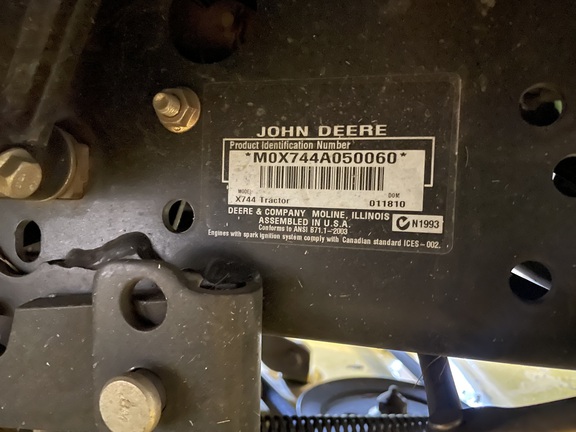 JOHN DEERE
Product Identification Number
*M0X744A050060*
MODEL DOM
X744 Tractor 011810
DEERE & COMPANY MOLINE, ILLINOIS
ASSEMBLED IN U.S.A.
N1993
Conforms to ANSI B71.1-2003
Engines with spark ignition system comply with Canadian standard ICES-002.